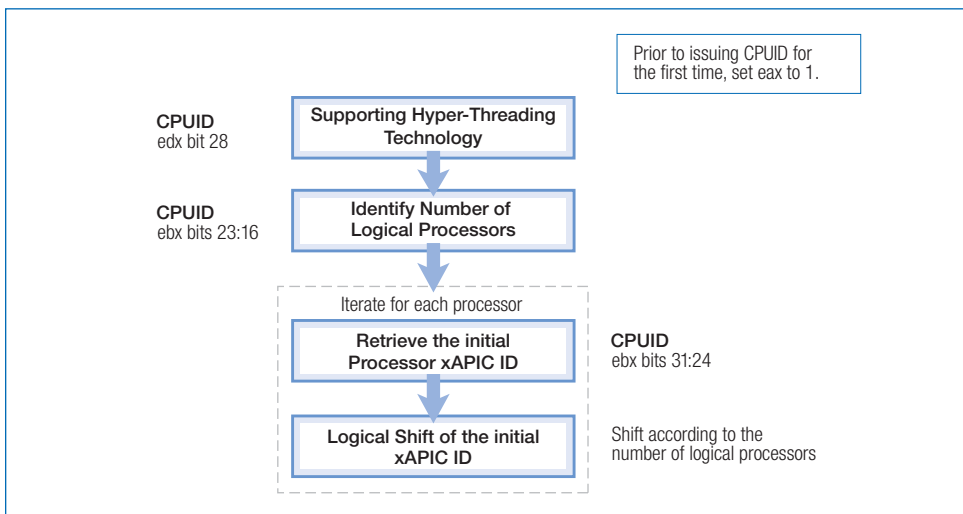 Prior to issuing CPUID for
the first time, set eax to 1.
CPUID
edx bit 28
Supporting Hyper-Threading
Technology
CPUID
ebx bits 23:16
Identify Number of
Logical Processors
Iterate for each processor
Retrieve the initial
Processor xAPIC ID
CPUID
ebx bits 31:24
Logical Shift of the initial
xAPIC ID
Shift according to the
number of logical processors